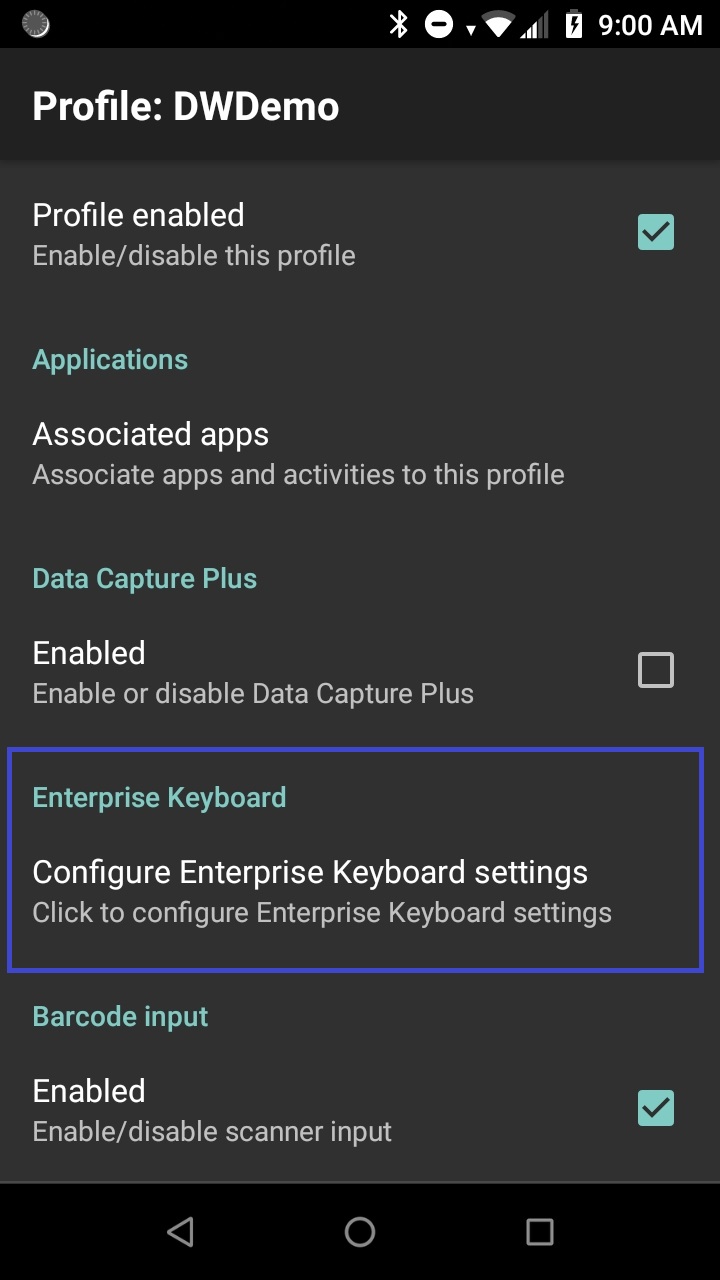 9:00 AM
Profile: DWDemo
Profile enabled
Enable/disable this profile
Applications
Associated apps
Associate apps and activities to this profile
Data Capture Plus
Enabled
Enable or disable Data Capture Plus
Enterprise Keyboard
Configure Enterprise Keyboard settings
Click to configure Enterprise Keyboard settings
Barcode input
Enabled
Enable/disable scanner input